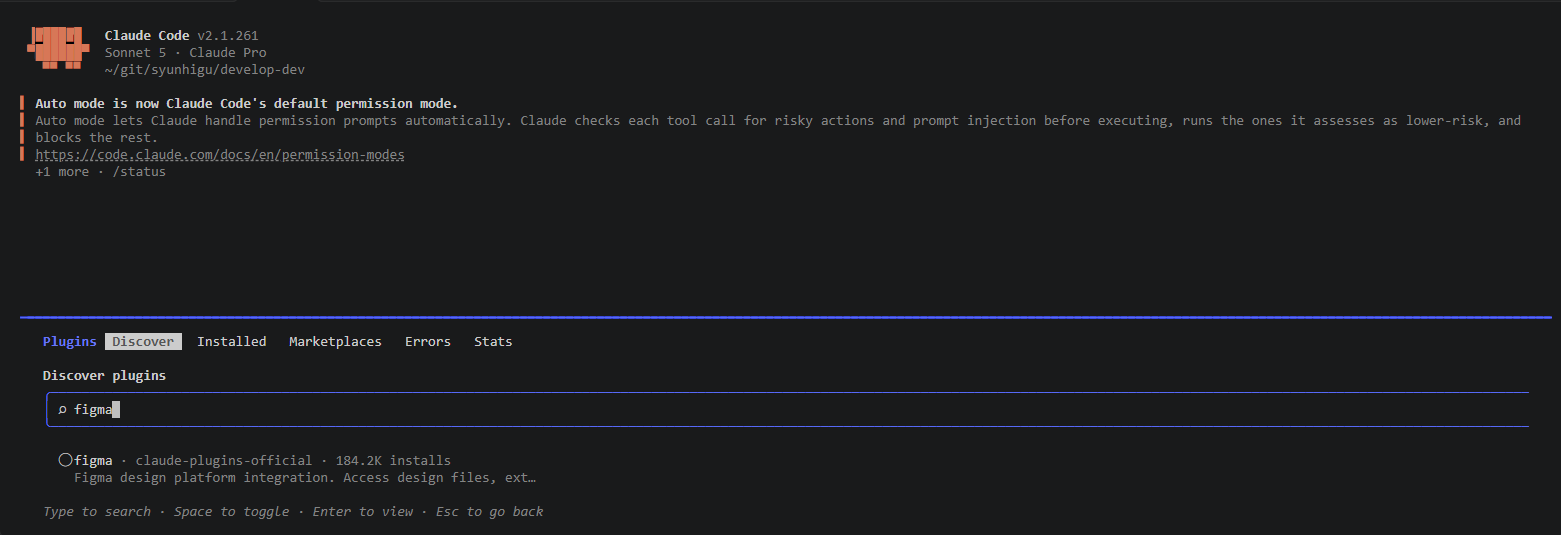 Claude Code v2.1.261
Sonnet 5 · Claude Pro
~/git/syunhigu/develop-dev
Auto mode is now Claude Code's default permission mode.
Auto mode lets Claude handle permission prompts automatically. Claude checks each tool call for risky actions and prompt injection before executing, runs the ones it assesses as lower-risk, and
blocks the rest.
https://code.claude.com/docs/en/permission-modes
+1 more · /status
Plugins Discover Installed Marketplaces Errors Stats
Discover plugins
figma
figma · claude-plugins-official · 184.2K installs
Figma design platform integration. Access design files, ext…
Type to search · Space to toggle · Enter to view · Esc to go back